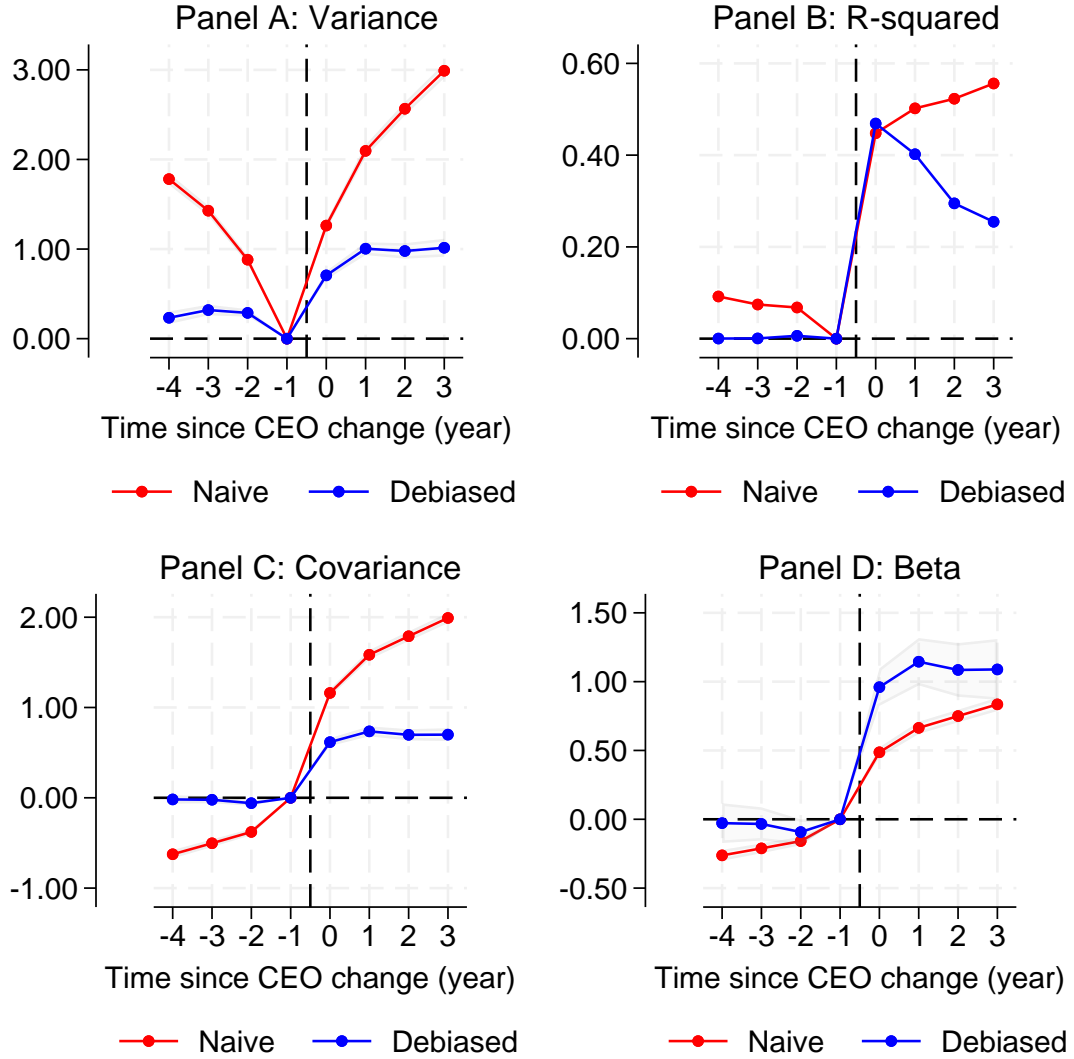 Panel A: Variance
3.00
2.00
1.00
0.00
-4 -3 -2 -1 0 1 2 3
Time since CEO change (year)
Naive Debiased
Panel B: R-squared
0.60
0.40
0.20
0.00
-4 -3 -2 -1 0 1 2 3
Time since CEO change (year)
Naive Debiased
Panel C: Covariance
2.00
1.00
0.00
-1.00
-4 -3 -2 -1 0 1 2 3
Time since CEO change (year)
Naive Debiased
Panel D: Beta
1.50
1.00
0.50
0.00
-0.50
-4 -3 -2 -1 0 1 2 3
Time since CEO change (year)
Naive Debiased